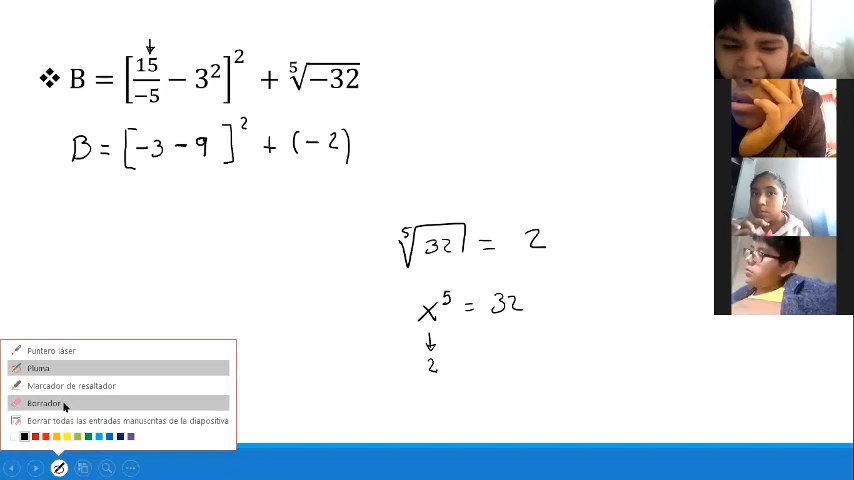 ❖ B = [15/−5 − 3²]² + ⁵√−32
B = [−3 − 9]² + (−2)
⁵√32 = 2
x⁵ = 32
↓
2
Puntero láser
Pluma
Marcador de resaltador
Borrador
Borrar todas las entradas manuscritas de la diapositiva